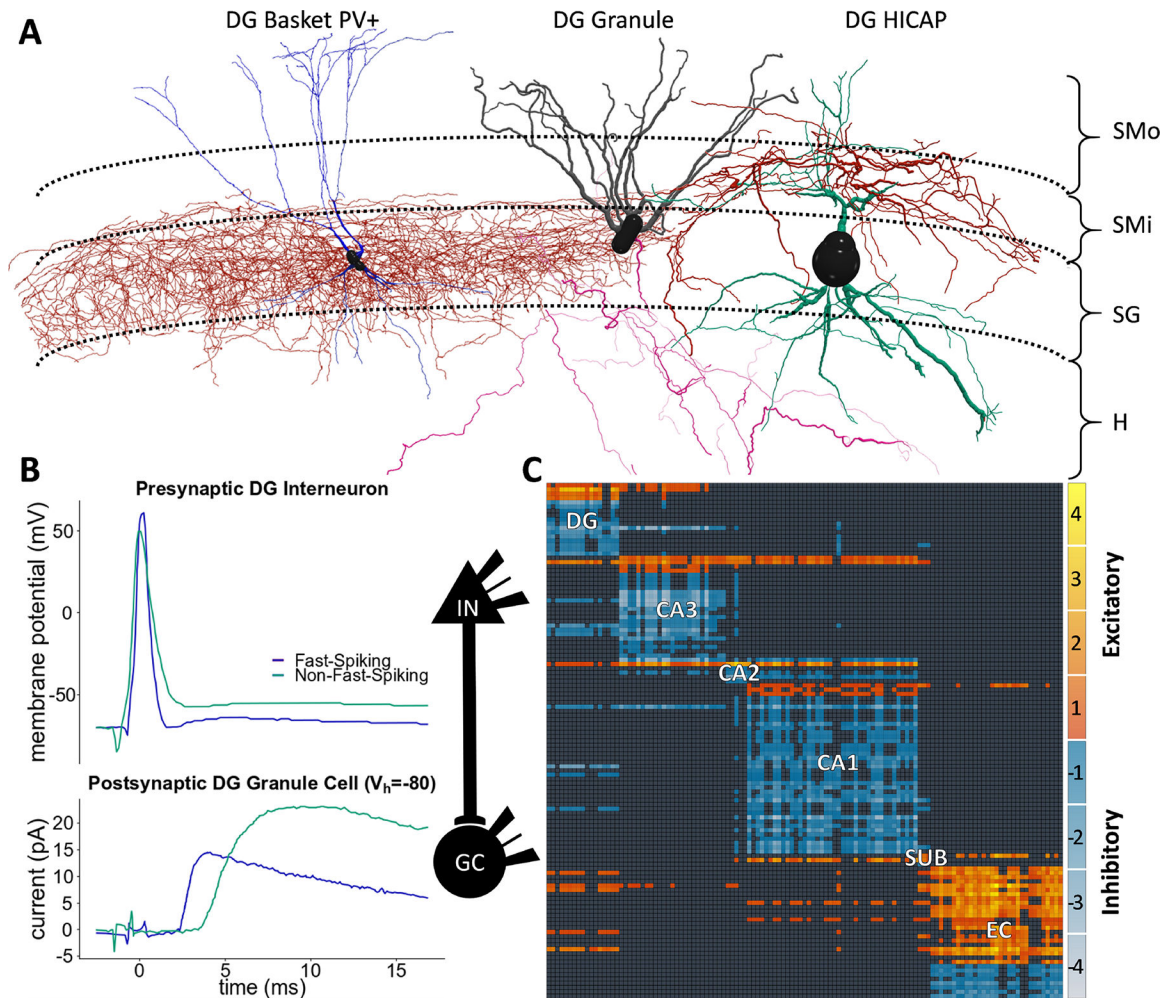 A
DG Basket PV+
DG Granule
DG HICAP
SMo
SMi
SG
H
B
Presynaptic DG Interneuron
membrane potential (mV)
50
0
-50
Fast-Spiking
Non-Fast-Spiking
Postsynaptic DG Granule Cell (Vh=-80)
current (pA)
20
15
10
5
0
-5
0
5
10
15
time (ms)
IN
GC
C
DG
CA3
CA2
CA1
SUB
EC
4
3
2
1
-1
-2
-3
-4
Excitatory
Inhibitory